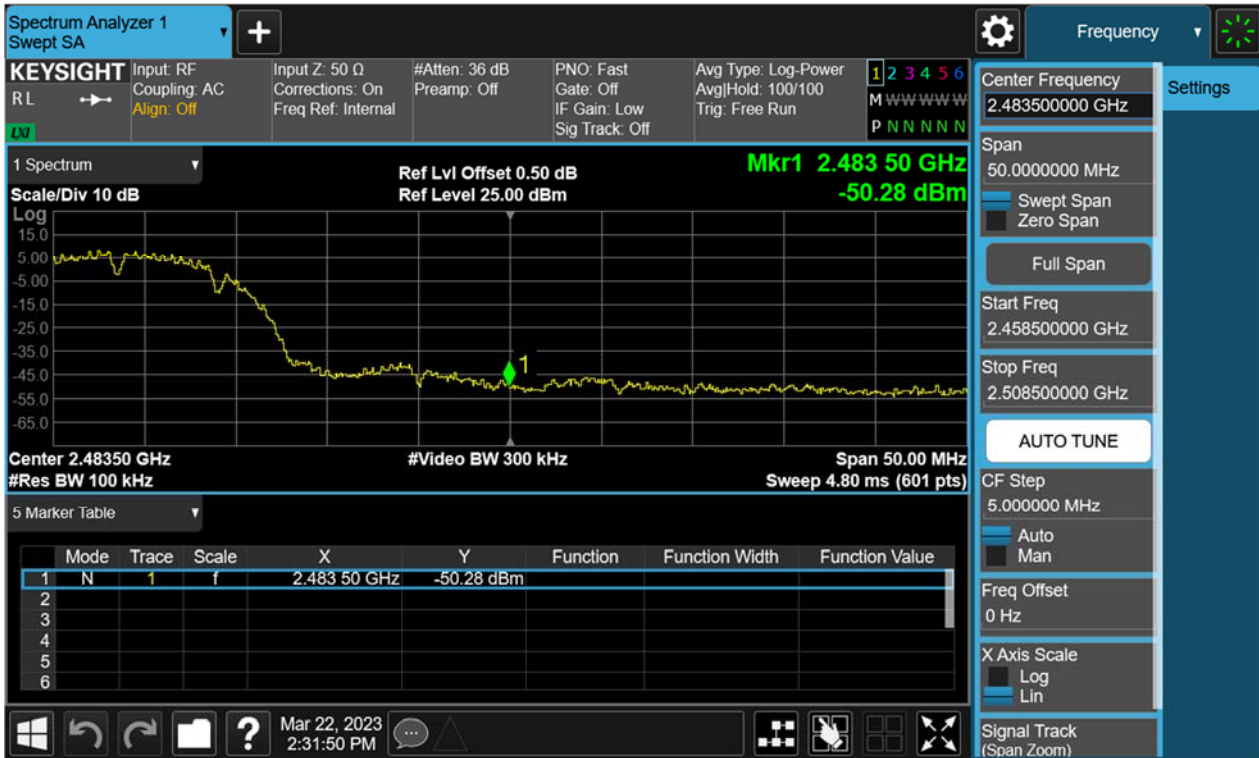 Spectrum Analyzer 1
Swept SA
+
Frequency
KEYSIGHT
RL
LXI
Input: RF
Coupling: AC
Align: Off
Input Z: 50 Ω
Corrections: On
Freq Ref: Internal
#Atten: 36 dB
Preamp: Off
PNO: Fast
Gate: Off
IF Gain: Low
Sig Track: Off
Avg Type: Log-Power
Avg|Hold: 100/100
Trig: Free Run
1 2 3 4 5 6
M W W W W W
P N N N N N
1 Spectrum
Scale/Div 10 dB
Ref Lvl Offset 0.50 dB
Ref Level 25.00 dBm
Mkr1 2.483 50 GHz
-50.28 dBm
Log
15.0
5.00
-5.00
-15.0
-25.0
-35.0
-45.0
-55.0
-65.0
1
Center 2.48350 GHz
#Video BW 300 kHz
Span 50.00 MHz
#Res BW 100 kHz
Sweep 4.80 ms (601 pts)
5 Marker Table
Mode Trace Scale X Y Function Function Width Function Value
1 N 1 f 2.483 50 GHz -50.28 dBm
2
3
4
5
6
?
Mar 22, 2023
2:31:50 PM
Center Frequency
2.483500000 GHz
Settings
Span
50.0000000 MHz
Swept Span
Zero Span
Full Span
Start Freq
2.458500000 GHz
Stop Freq
2.508500000 GHz
AUTO TUNE
CF Step
5.000000 MHz
Auto
Man
Freq Offset
0 Hz
X Axis Scale
Log
Lin
Signal Track
(Span Zoom)